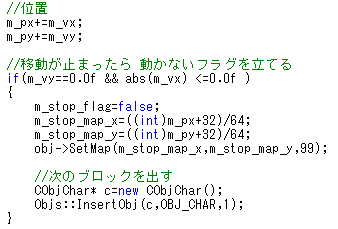 //位置
m_px+=m_vx;
m_py+=m_vy;
//移動が止まったら 動かないフラグを立てる
if(m_vy==0.0f && abs(m_vx) <=0.0f )
{
m_stop_flag=false;
m_stop_map_x=((int)m_px+32)/64;
m_stop_map_y=((int)m_py+32)/64;
obj->SetMap(m_stop_map_x,m_stop_map_y,99);
//次のブロックを出す
CObjChar* c=new CObjChar();
Objs::InsertObj(c,OBJ_CHAR,1);
}